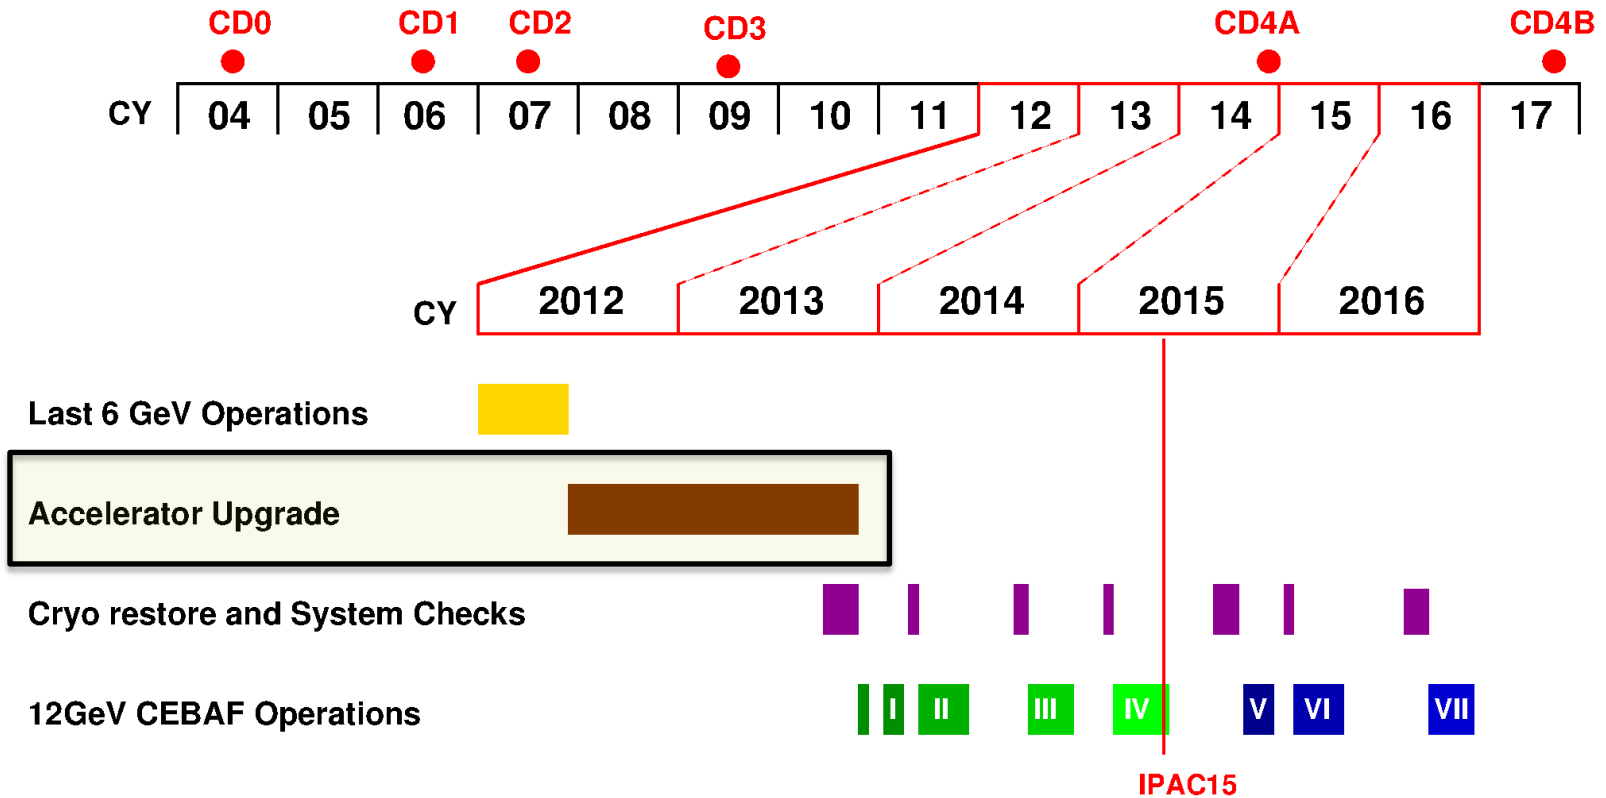 CD0 CD1 CD2 CD3 CD4A CD4B
CY 04 05 06 07 08 09 10 11 12 13 14 15 16 17
CY 2012 2013 2014 2015 2016
Last 6 GeV Operations
Accelerator Upgrade
Cryo restore and System Checks
12GeV CEBAF Operations I II III IV V VI VII
IPAC15